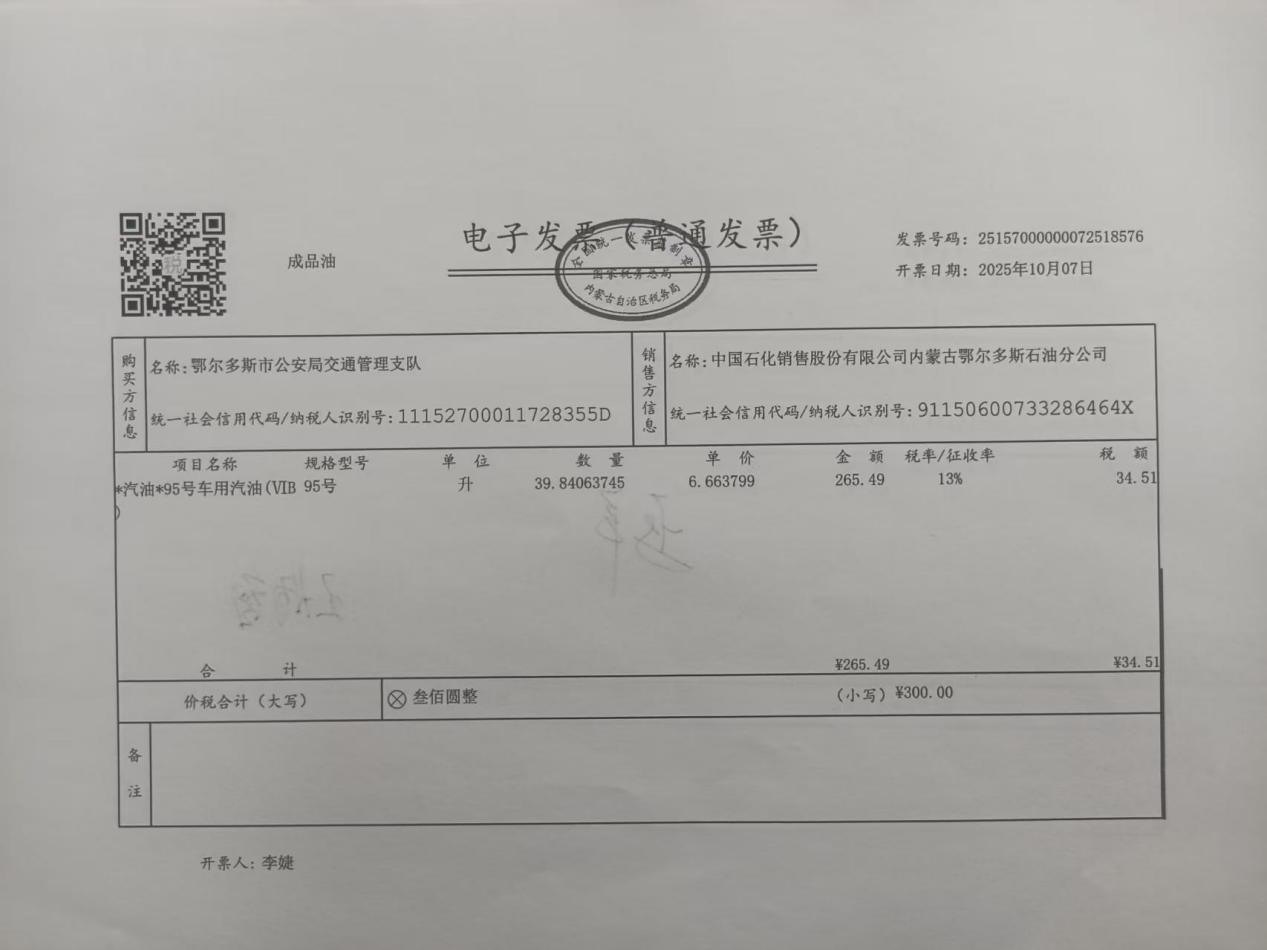 电子发票（普通发票）
成品油
税
全国统一发票监制章
国家税务总局
内蒙古自治区税务局
发票号码：25157000000072518576
开票日期：2025年10月07日
购买方信息
名称：鄂尔多斯市公安局交通管理支队
统一社会信用代码/纳税人识别号：11152700011728355D
销售方信息
名称：中国石化销售股份有限公司内蒙古鄂尔多斯石油分公司
统一社会信用代码/纳税人识别号：91150600733286464X
项目名称 规格型号 单 位 数 量 单 价 金 额 税率/征收率 税 额
*汽油*95号车用汽油(VIB 95号 升 39.84063745 6.663799 265.49 13% 34.51
)
合 计 ¥265.49 ¥34.51
价税合计（大写） ⊗ 叁佰圆整 （小写）¥300.00
备注
开票人：李婕